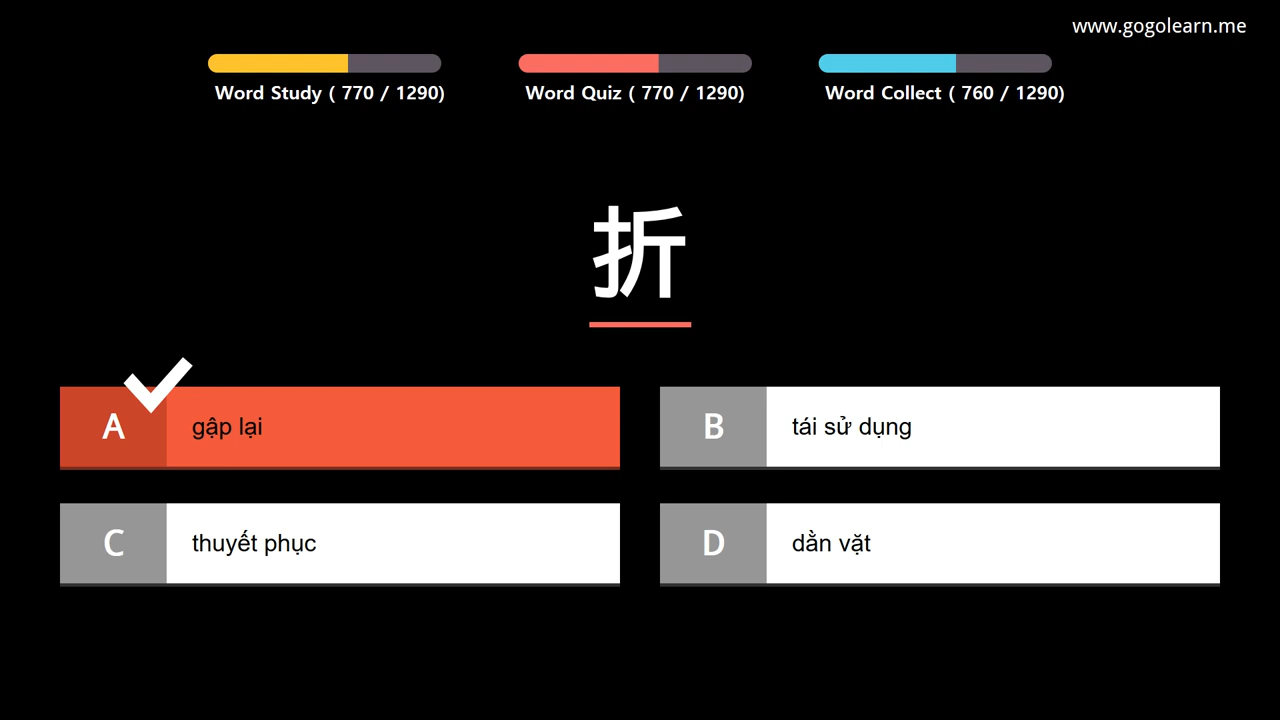 www.gogolearn.me
Word Study ( 770 / 1290)
Word Quiz ( 770 / 1290)
Word Collect ( 760 / 1290)
折
A gập lại
B tái sử dụng
C thuyết phục
D dằn vặt